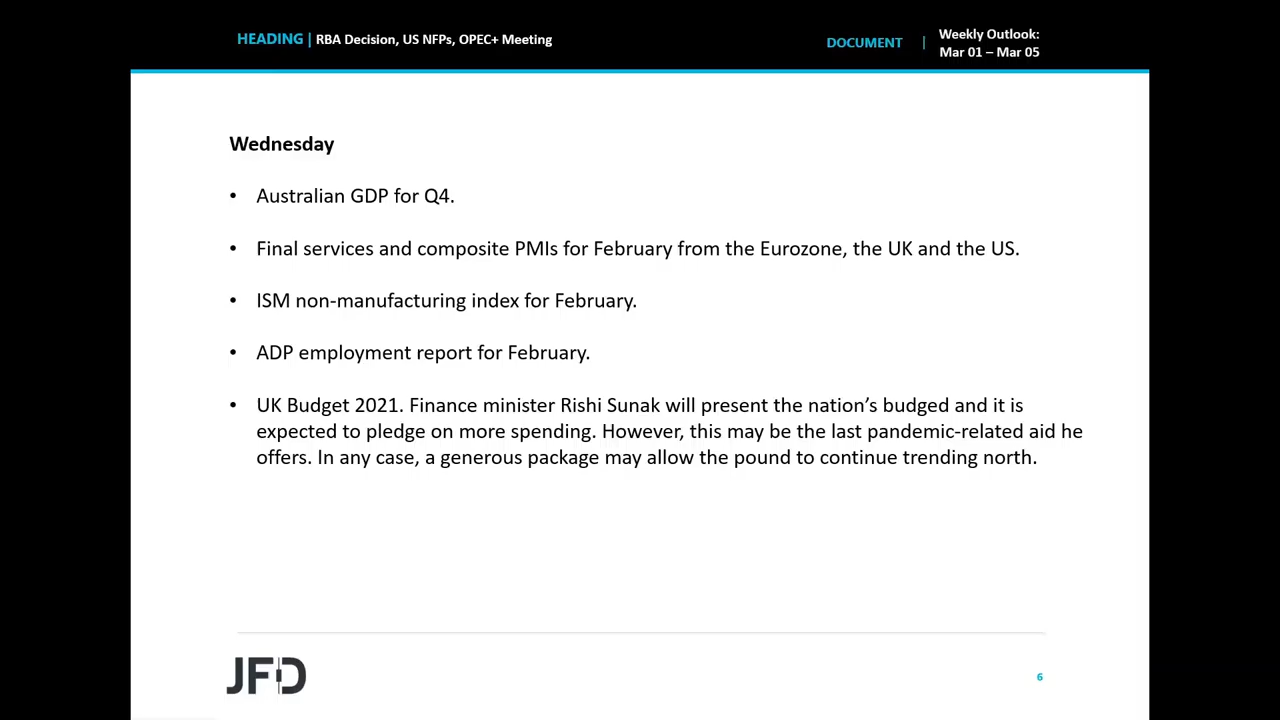 HEADING | RBA Decision, US NFPs, OPEC+ Meeting
DOCUMENT | Weekly Outlook:
Mar 01 – Mar 05
Wednesday
• Australian GDP for Q4.
• Final services and composite PMIs for February from the Eurozone, the UK and the US.
• ISM non-manufacturing index for February.
• ADP employment report for February.
• UK Budget 2021. Finance minister Rishi Sunak will present the nation’s budged and it is
expected to pledge on more spending. However, this may be the last pandemic-related aid he
offers. In any case, a generous package may allow the pound to continue trending north.
JFD
6